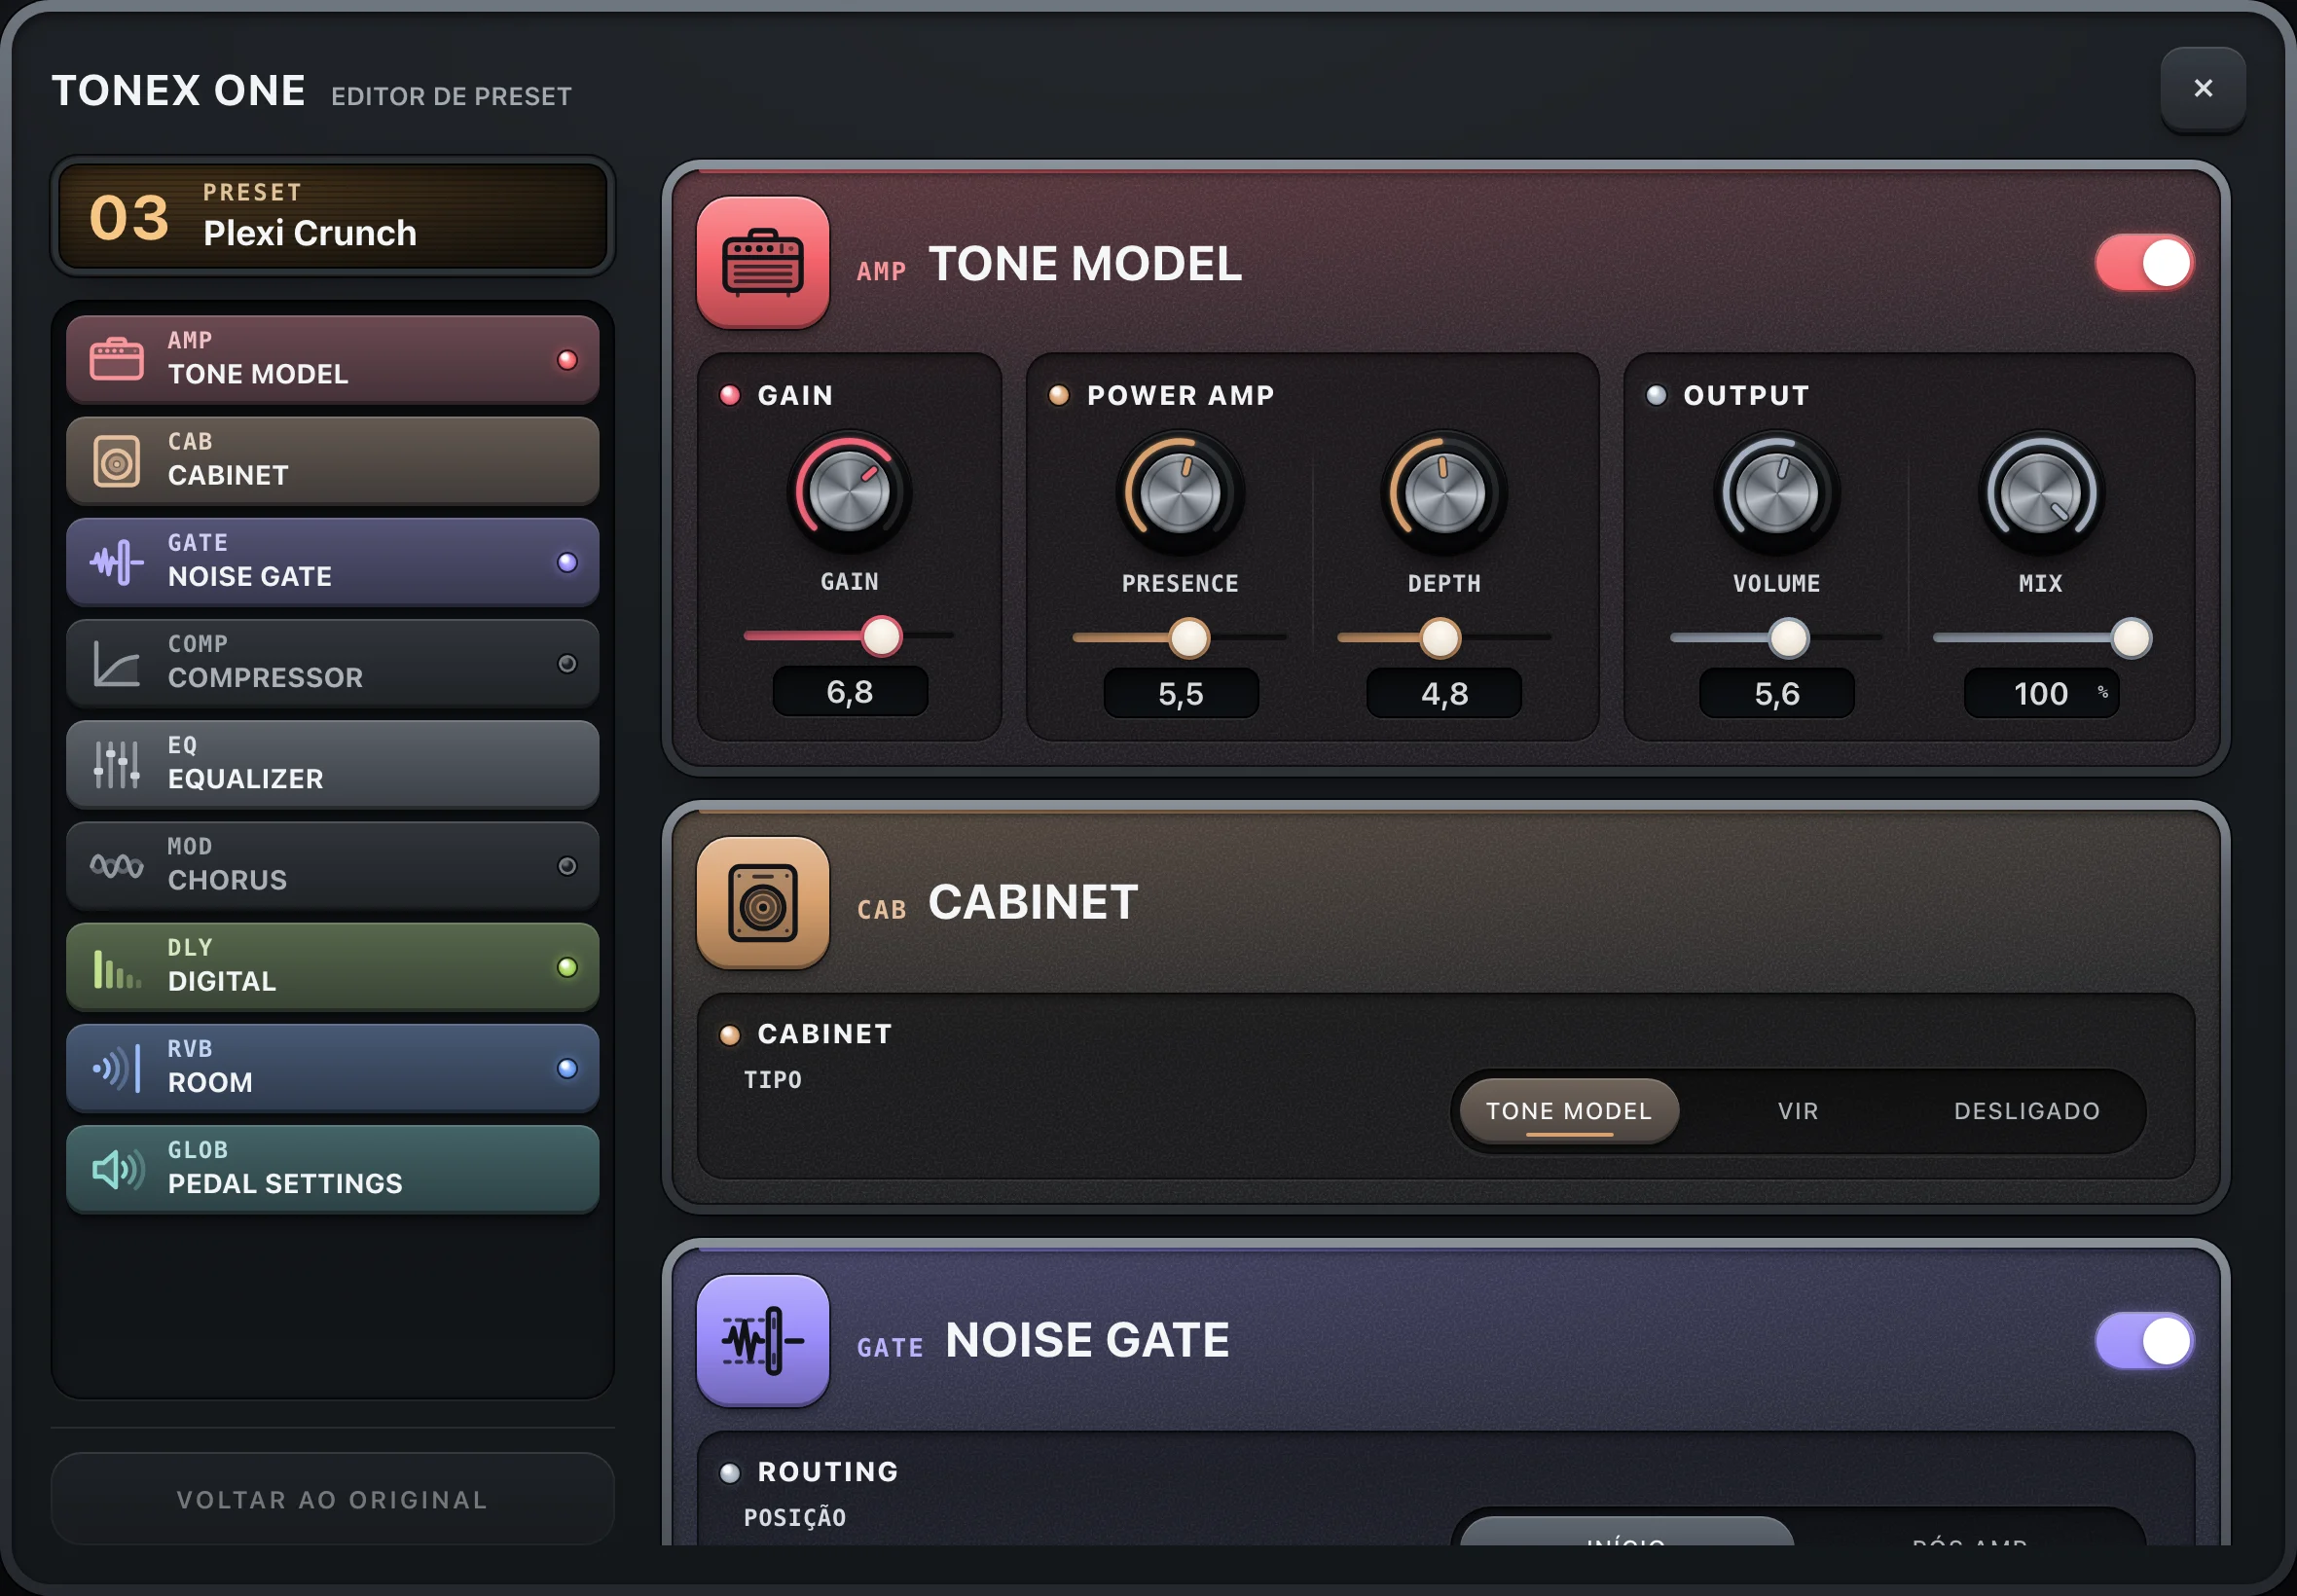 TONEX ONE EDITOR DE PRESET
×
03
PRESET
Plexi Crunch
AMP
TONE MODEL
CAB
CABINET
GATE
NOISE GATE
COMP
COMPRESSOR
EQ
EQUALIZER
MOD
CHORUS
DLY
DIGITAL
RVB
ROOM
GLOB
PEDAL SETTINGS
VOLTAR AO ORIGINAL
AMP TONE MODEL
GAIN
GAIN
6,8
POWER AMP
PRESENCE
5,5
DEPTH
4,8
OUTPUT
VOLUME
5,6
MIX
100 %
CAB CABINET
CABINET
TIPO
TONE MODEL VIR DESLIGADO
GATE NOISE GATE
ROUTING
POSIÇÃO
INÍCIO PÓS AMP